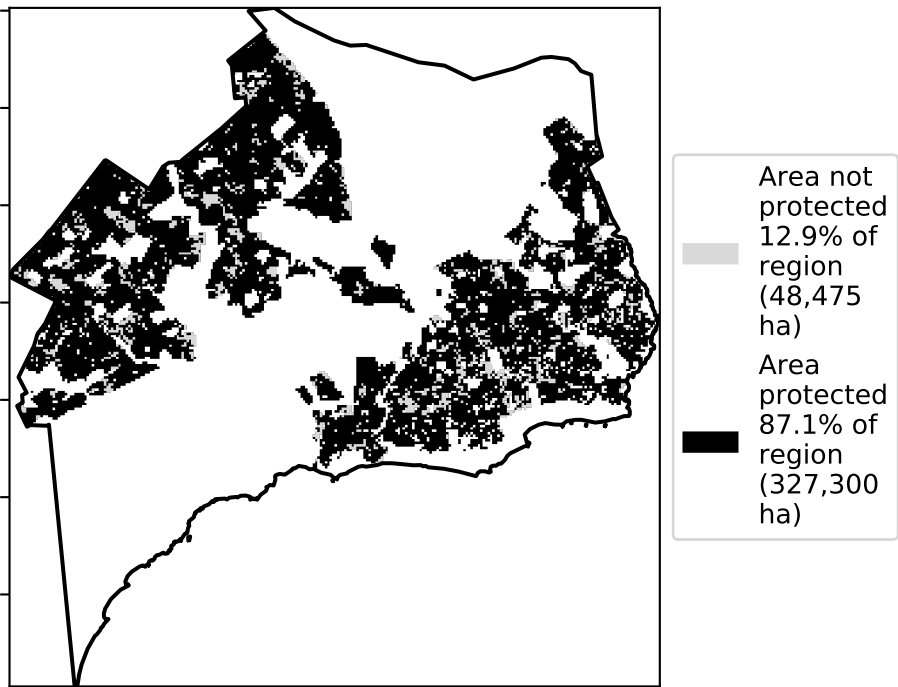 Area not
protected
12.9% of
region
(48,475
ha)
Area
protected
87.1% of
region
(327,300
ha)